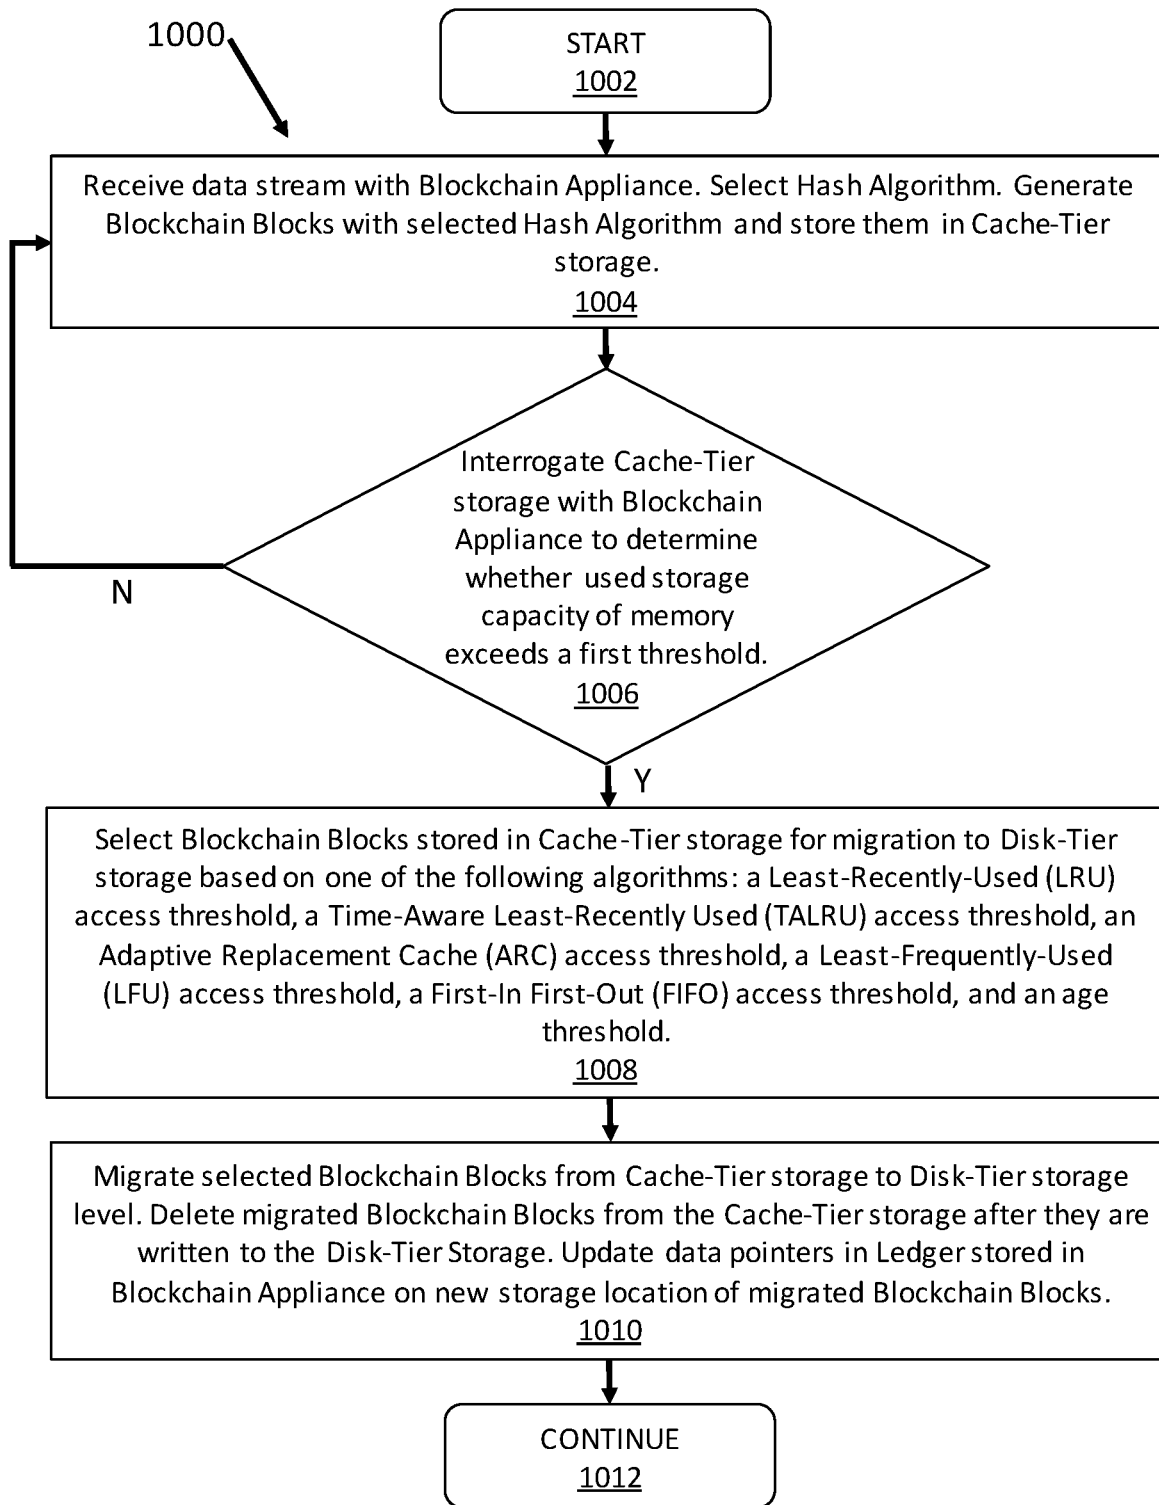 1000
START
1002
Receive data stream with Blockchain Appliance. Select Hash Algorithm. Generate
Blockchain Blocks with selected Hash Algorithm and store them in Cache-Tier
storage.
1004
Interrogate Cache-Tier
storage with Blockchain
Appliance to determine
whether used storage
capacity of memory
exceeds a first threshold.
1006
N
Y
Select Blockchain Blocks stored in Cache-Tier storage for migration to Disk-Tier
storage based on one of the following algorithms: a Least-Recently-Used (LRU)
access threshold, a Time-Aware Least-Recently Used (TALRU) access threshold, an
Adaptive Replacement Cache (ARC) access threshold, a Least-Frequently-Used
(LFU) access threshold, a First-In First-Out (FIFO) access threshold, and an age
threshold.
1008
Migrate selected Blockchain Blocks from Cache-Tier storage to Disk-Tier storage
level. Delete migrated Blockchain Blocks from the Cache-Tier storage after they are
written to the Disk-Tier Storage. Update data pointers in Ledger stored in
Blockchain Appliance on new storage location of migrated Blockchain Blocks.
1010
CONTINUE
1012